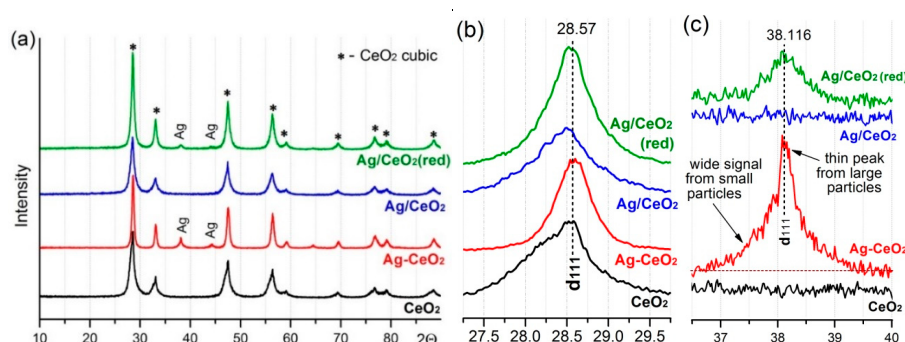 (a)
* - CeO₂ cubic
* * * * * * * *
Ag Ag
Ag/CeO₂(red)
Ag/CeO₂
Ag Ag
Ag-CeO₂
CeO₂
Intensity
10 20 30 40 50 60 70 80 2Θ
(b)
28.57
Ag/CeO₂
(red)
Ag/CeO₂
Ag-CeO₂
d₁₁₁
CeO₂
27.5 28.0 28.5 29.0 29.5
(c)
38.116
Ag/CeO₂(red)
Ag/CeO₂
wide signal
from small
particles
thin peak
from large
particles
d₁₁₁
Ag-CeO₂
CeO₂
37 38 39 40